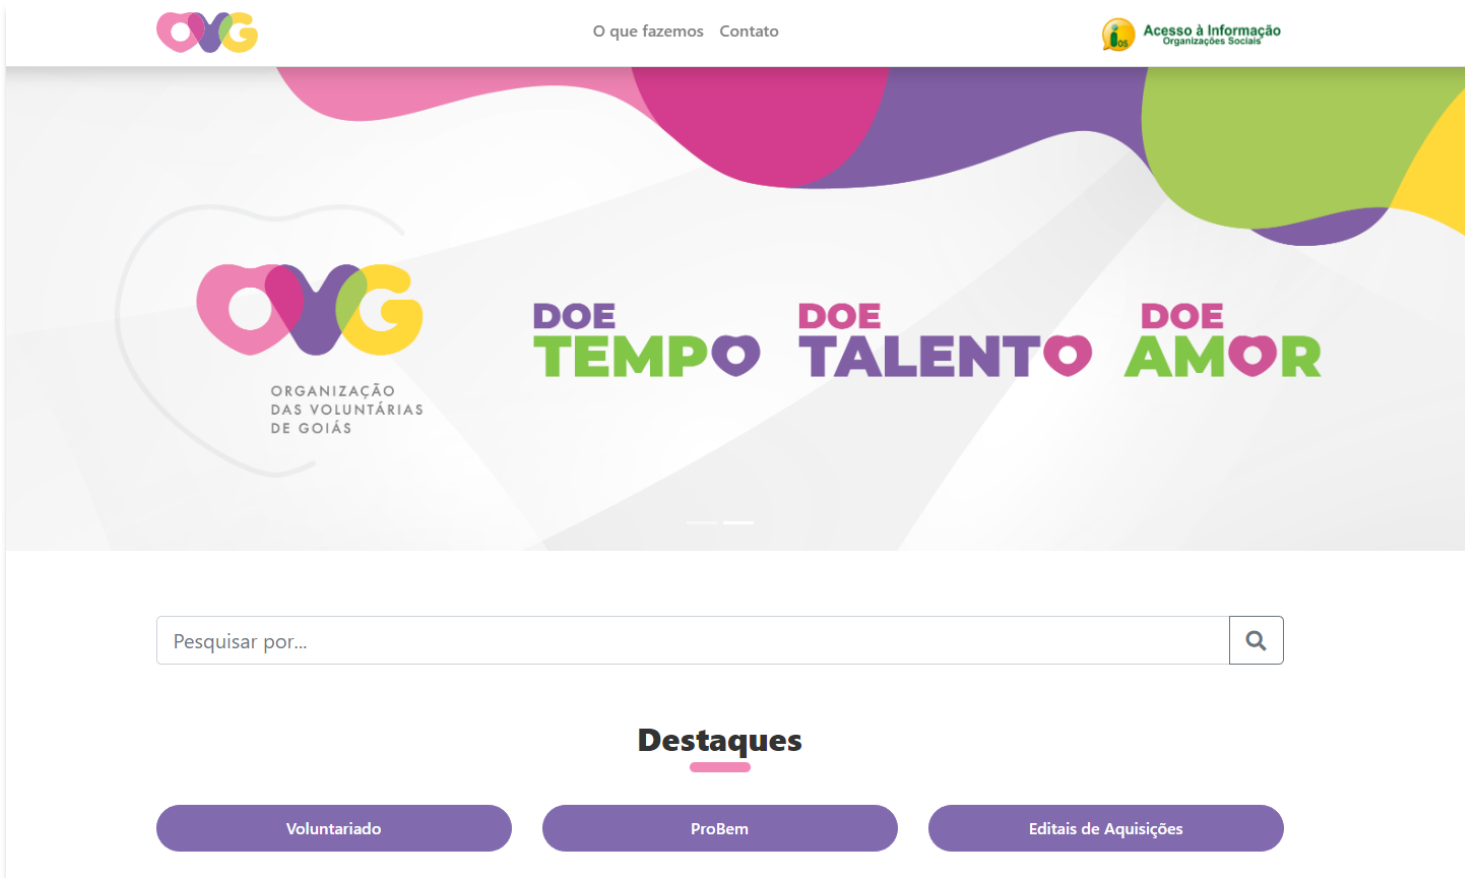 OVG
O que fazemos Contato
iOS
Acesso à Informação
Organizações Sociais
OVG
ORGANIZAÇÃO
DAS VOLUNTÁRIAS
DE GOIÁS
DOE
TEMPO
DOE
TALENTO
DOE
AMOR
Pesquisar por...
Destaques
Voluntariado
ProBem
Editais de Aquisições